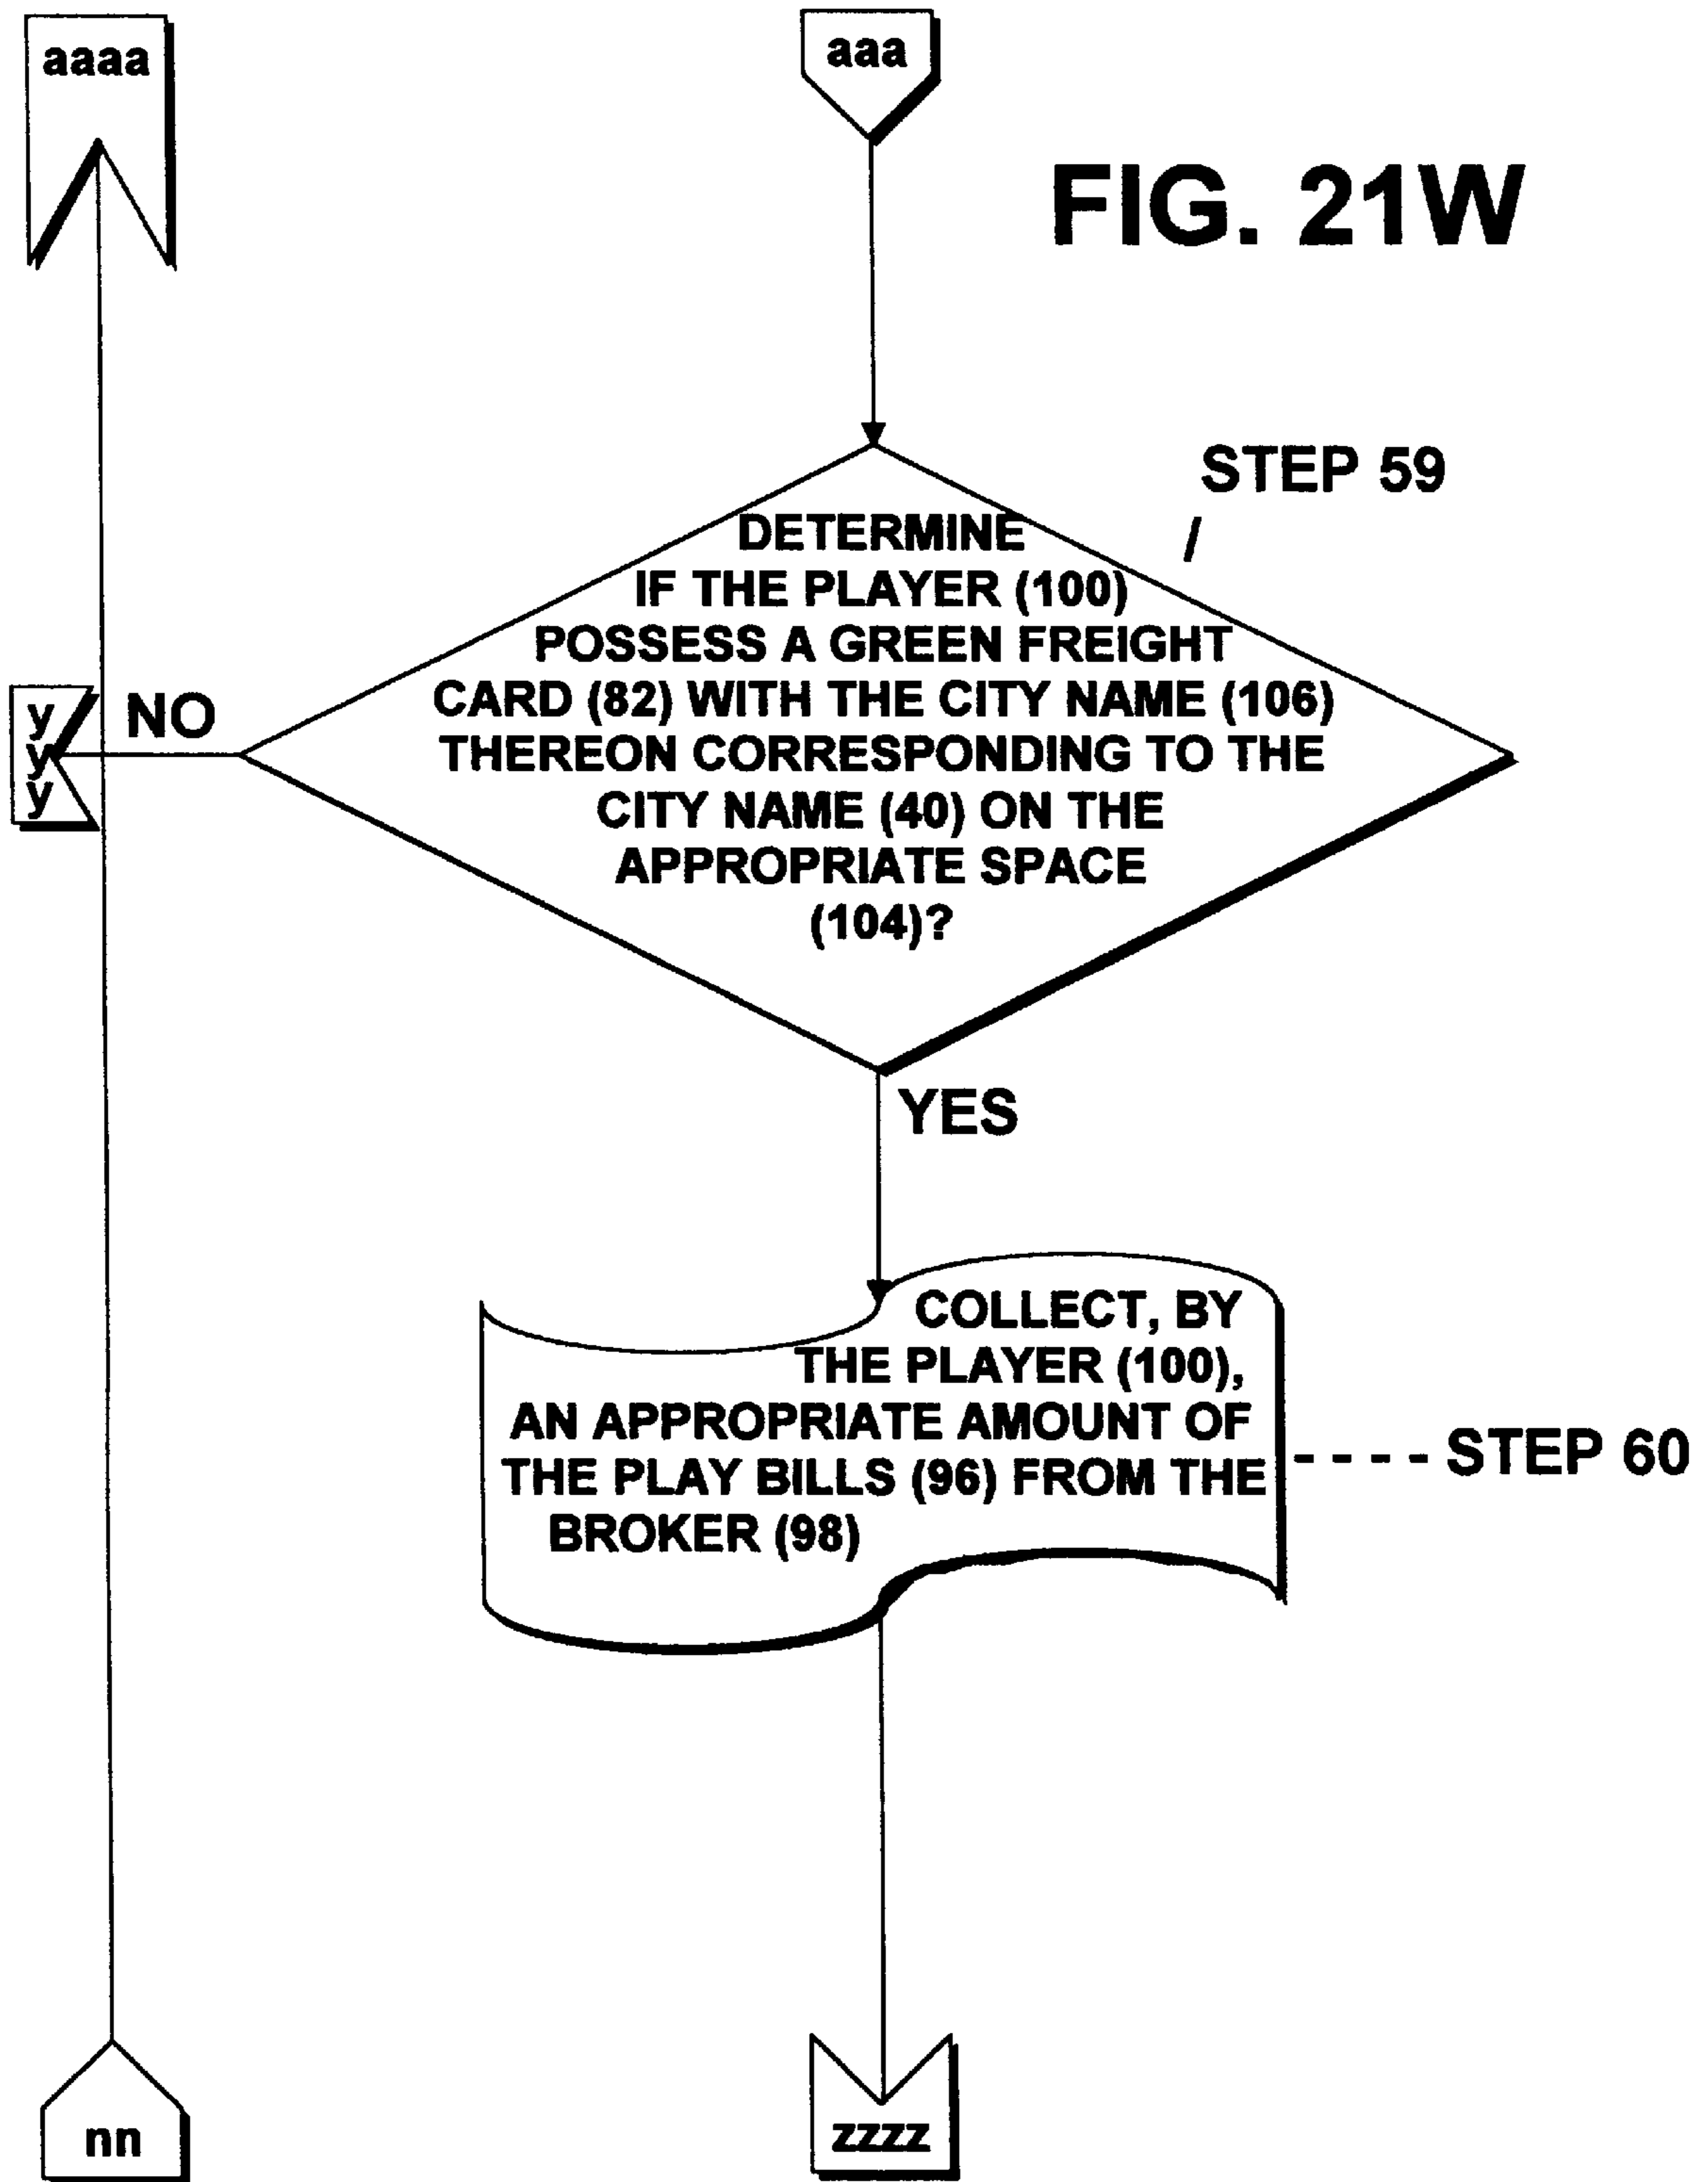 aaaa
aaa
FIG. 21W
STEP 59
DETERMINE
IF THE PLAYER (100)
POSSESS A GREEN FREIGHT
CARD (82) WITH THE CITY NAME (106)
THEREON CORRESPONDING TO THE
CITY NAME (40) ON THE
APPROPRIATE SPACE
(104)?
NO
y
y
y
YES
COLLECT, BY
THE PLAYER (100),
AN APPROPRIATE AMOUNT OF
THE PLAY BILLS (96) FROM THE
BROKER (98)
STEP 60
nn
zzzz